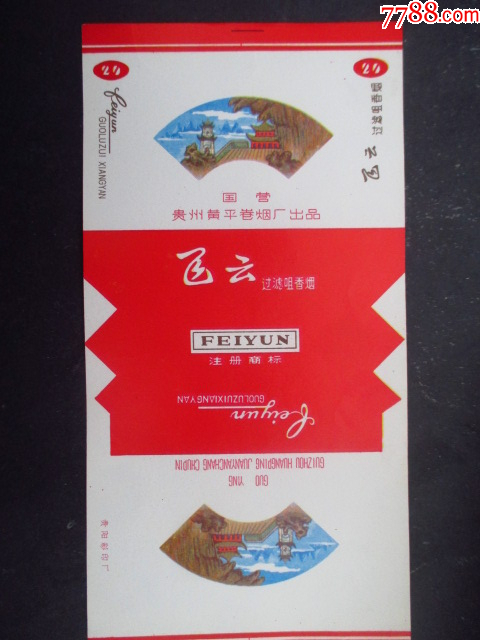 7788.com
20
20
Feiyun
GUOLUZUI XIANGYAN
飞云
过滤咀香烟
国营
贵州黄平卷烟厂出品
飞云
过滤咀香烟
FEIYUN
注册商标
Feiyun
GUOLUZUIXIANGYAN
GUO YING
GUIZHOU HUANGPING JUANYANCHANG CHUPIN